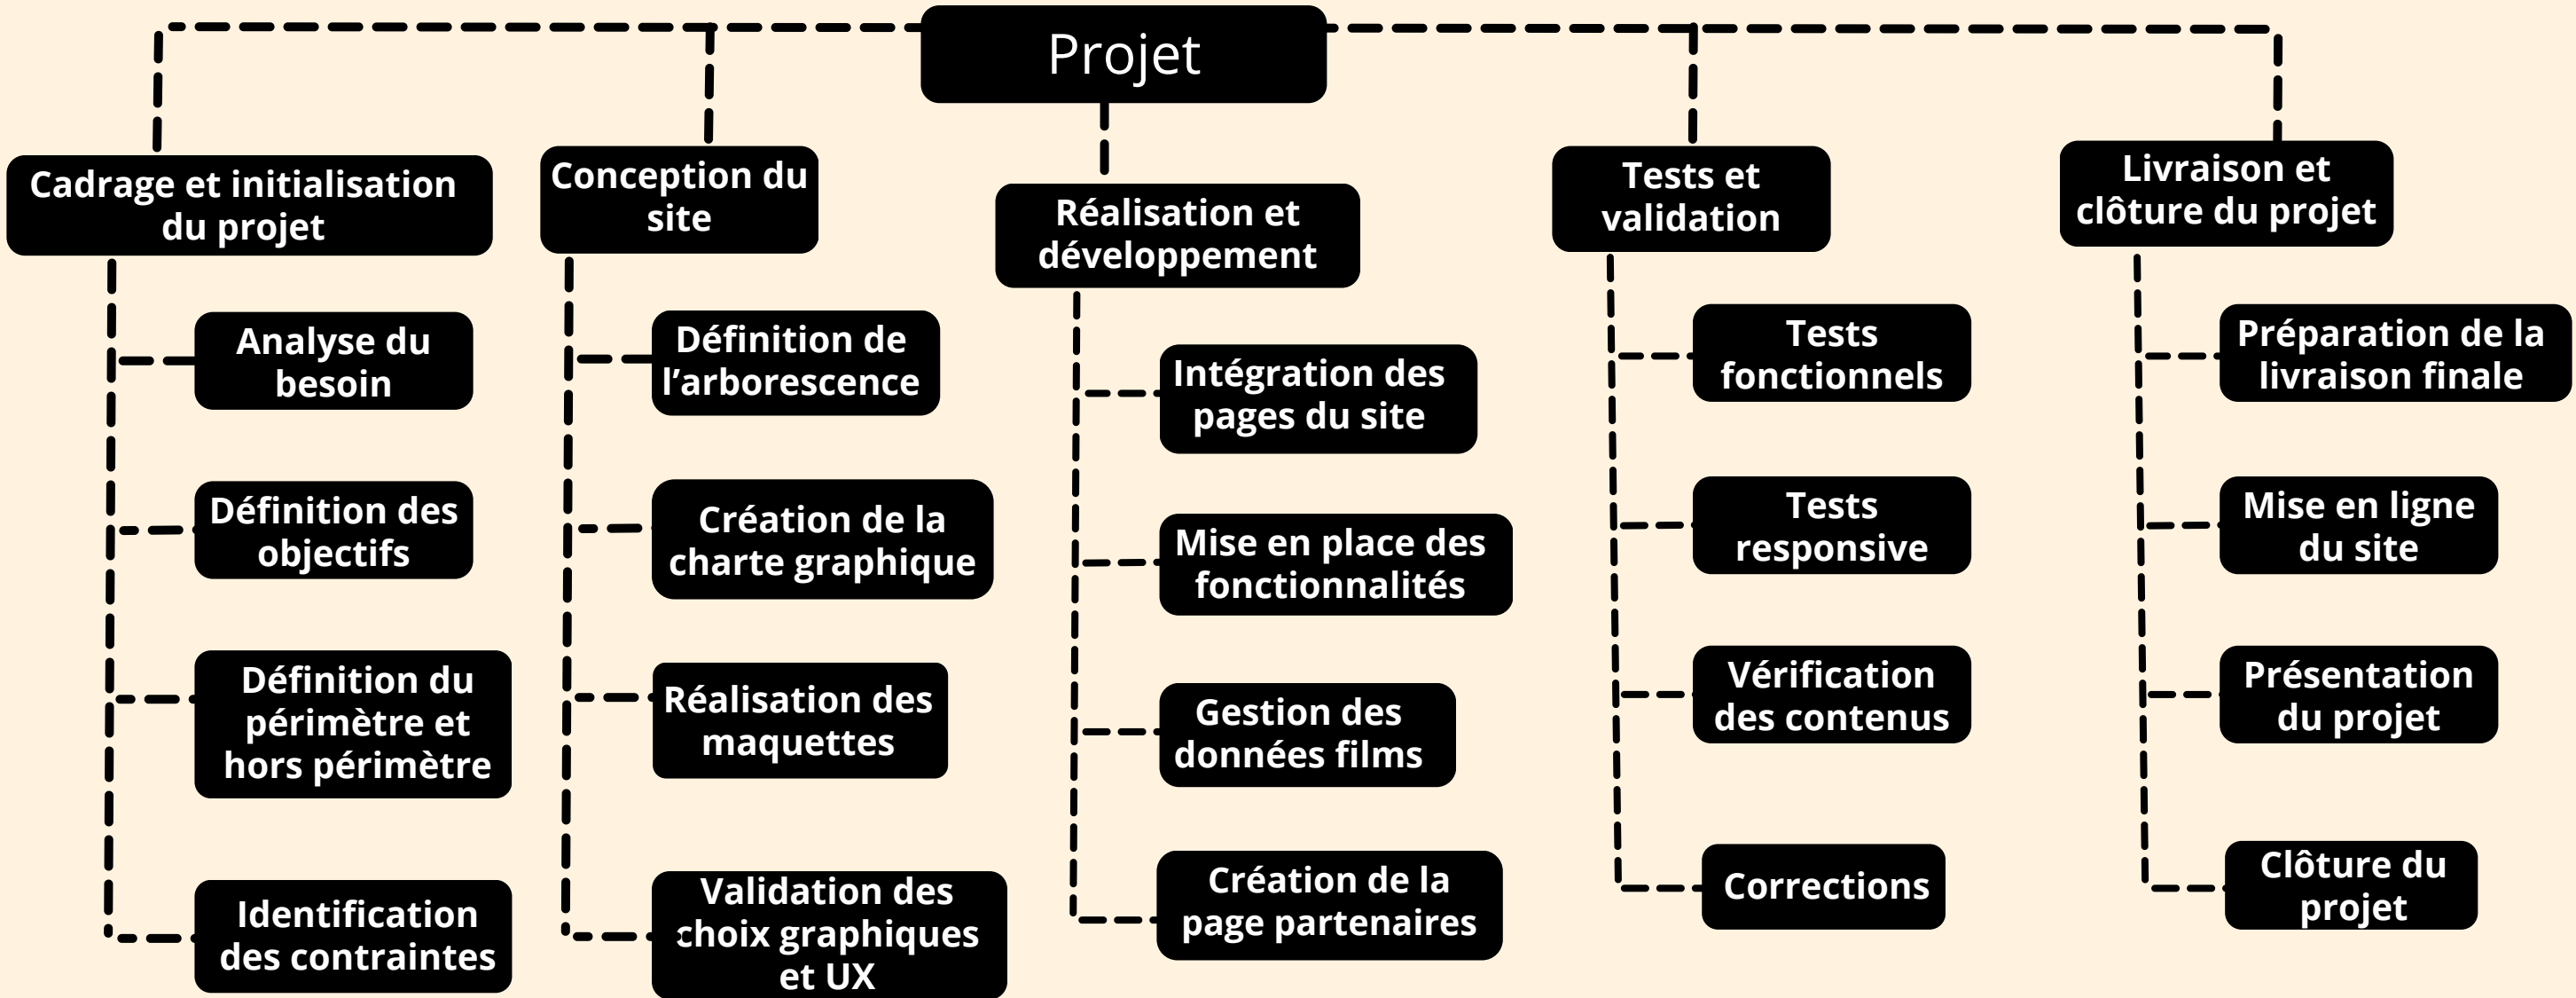 Projet
Cadrage et initialisation
du projet
Analyse du
besoin
Définition des
objectifs
Définition du
périmètre et
hors périmètre
Identification
des contraintes
Conception du
site
Définition de
l’arborescence
Création de la
charte graphique
Réalisation des
maquettes
Validation des
choix graphiques
et UX
Réalisation et
développement
Intégration des
pages du site
Mise en place des
fonctionnalités
Gestion des
données films
Création de la
page partenaires
Tests et
validation
Tests
fonctionnels
Tests
responsive
Vérification
des contenus
Corrections
Livraison et
clôture du projet
Préparation de la
livraison finale
Mise en ligne
du site
Présentation
du projet
Clôture du
projet